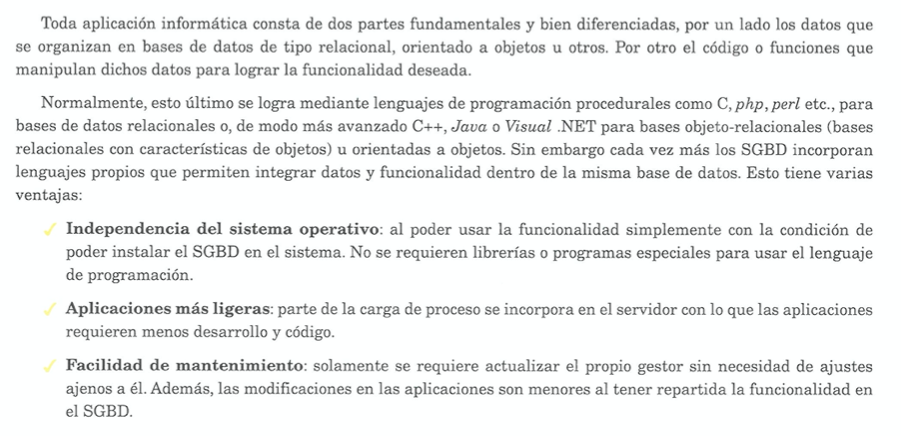 Toda aplicación informática consta de dos partes fundamentales y bien diferenciadas, por un lado los datos que
se organizan en bases de datos de tipo relacional, orientado a objetos u otros. Por otro el código o funciones que
manipulan dichos datos para lograr la funcionalidad deseada.
Normalmente, esto último se logra mediante lenguajes de programación procedurales como C, php, perl etc., para
bases de datos relacionales o, de modo más avanzado C++, Java o Visual .NET para bases objeto-relacionales (bases
relacionales con características de objetos) u orientadas a objetos. Sin embargo cada vez más los SGBD incorporan
lenguajes propios que permiten integrar datos y funcionalidad dentro de la misma base de datos. Esto tiene varias
ventajas:
✓ Independencia del sistema operativo: al poder usar la funcionalidad simplemente con la condición de
poder instalar el SGBD en el sistema. No se requieren librerías o programas especiales para usar el lenguaje
de programación.
✓ Aplicaciones más ligeras: parte de la carga de proceso se incorpora en el servidor con lo que las aplicaciones
requieren menos desarrollo y código.
✓ Facilidad de mantenimiento: solamente se requiere actualizar el propio gestor sin necesidad de ajustes
ajenos a él. Además, las modificaciones en las aplicaciones son menores al tener repartida la funcionalidad en
el SGBD.